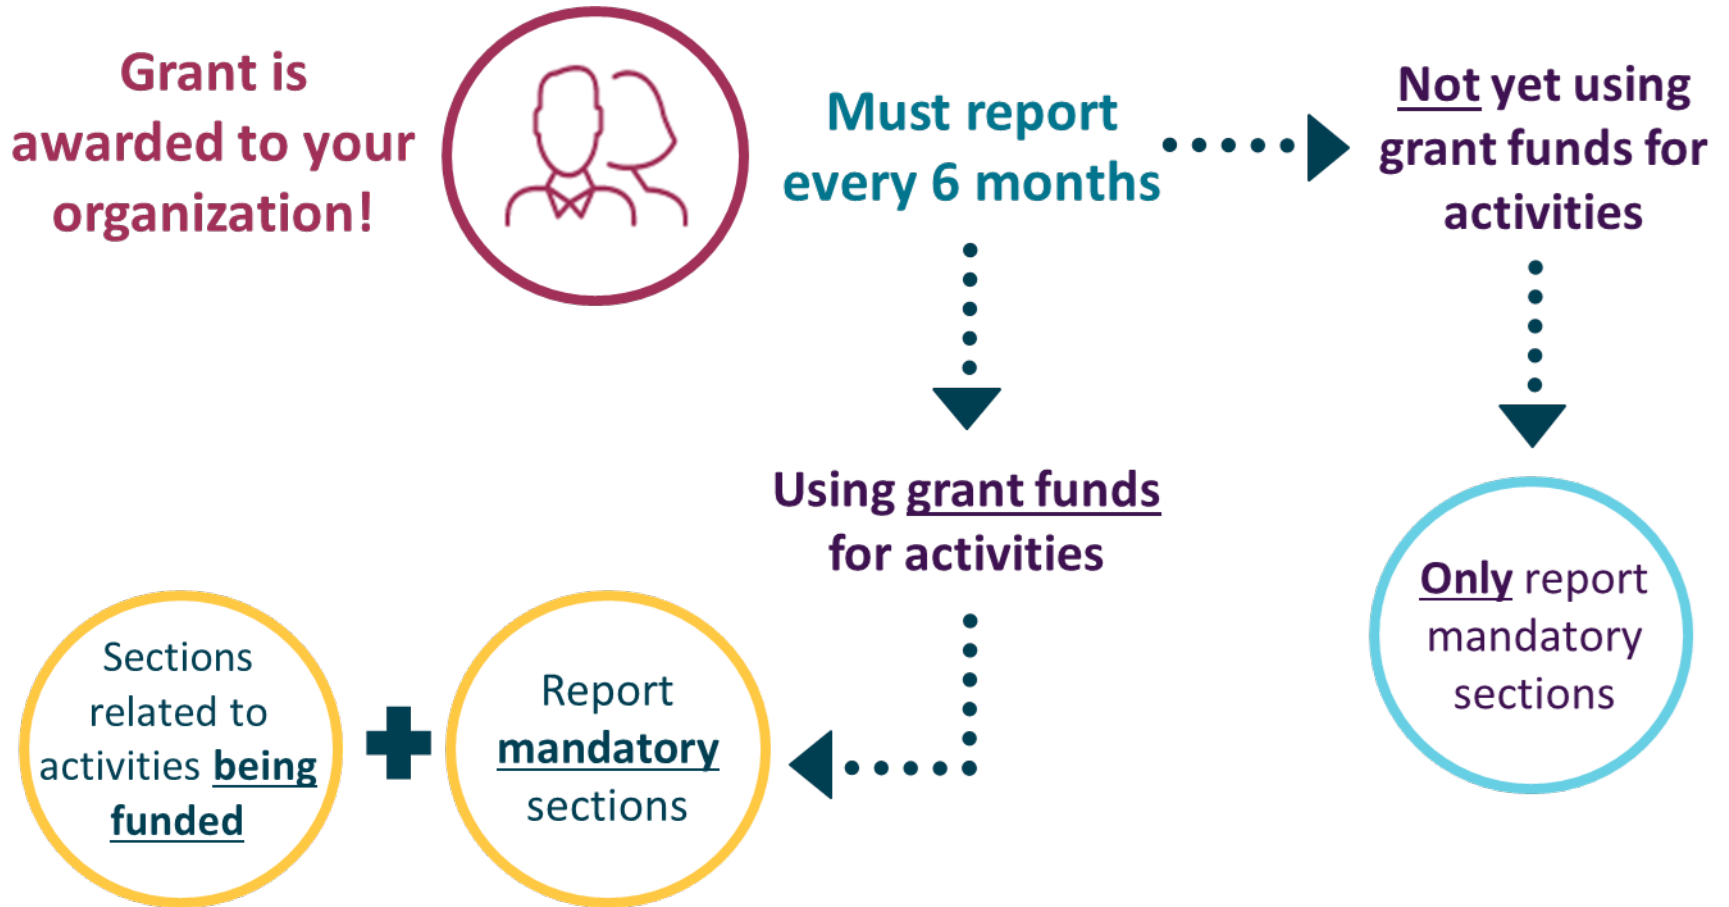 Grant is
awarded to your
organization!
Must report
every 6 months
Not yet using
grant funds for
activities
Using grant funds
for activities
Only report
mandatory
sections
Report
mandatory
sections
Sections
related to
activities being
funded